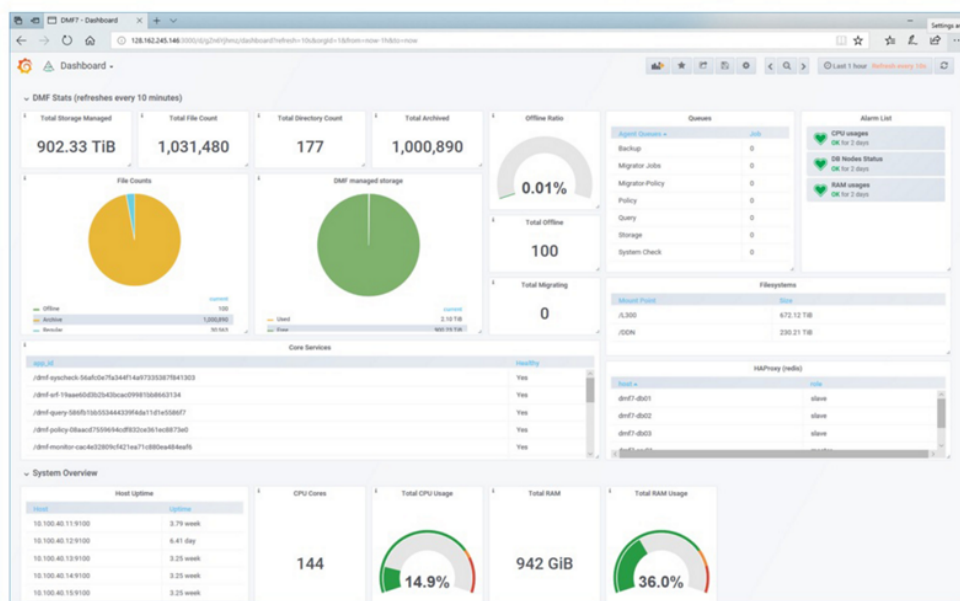 DMF7 - Dashboard
Settings a
128.162.245.146
Dashboard
Last 1 hour Refresh every 10s
DMF Stats (refreshes every 10 minutes)
Total Storage Managed
902.33 TiB
Total File Count
1,031,480
Total Directory Count
177
Total Archived
1,000,890
Offline Ratio
0.01%
Queues
Agent Queues Job
Backup 0
Migrator Jobs 0
Migrator-Policy 0
Policy 0
Query 0
Storage 0
System Check 0
Alarm List
CPU usages
OK for 2 days
DB Nodes Status
OK for 2 days
RAM usages
OK for 2 days
File Counts
current
Offline 100
Archive 1,000,890
Regular
DMF managed storage
current
Used 2.10 TiB
Free 900.23 TiB
Total Offline
100
Total Migrating
0
Filesystems
Mount Point Size
/L300 672.12 TiB
/DDN 230.21 TiB
Core Services
app_id Healthy
Yes
Yes
Yes
Yes
Yes
HAProxy (redis)
host role
dmf7-db01 slave
dmf7-db02 slave
dmf7-db03 slave
System Overview
Host Uptime
Host Uptime
10.100.40.11:9100 3.79 week
10.100.40.12:9100 6.41 day
10.100.40.13:9100 3.25 week
10.100.40.14:9100 3.25 week
10.100.40.15:9100 3.25 week
CPU Cores
144
Total CPU Usage
14.9%
Total RAM
942 GiB
Total RAM Usage
36.0%